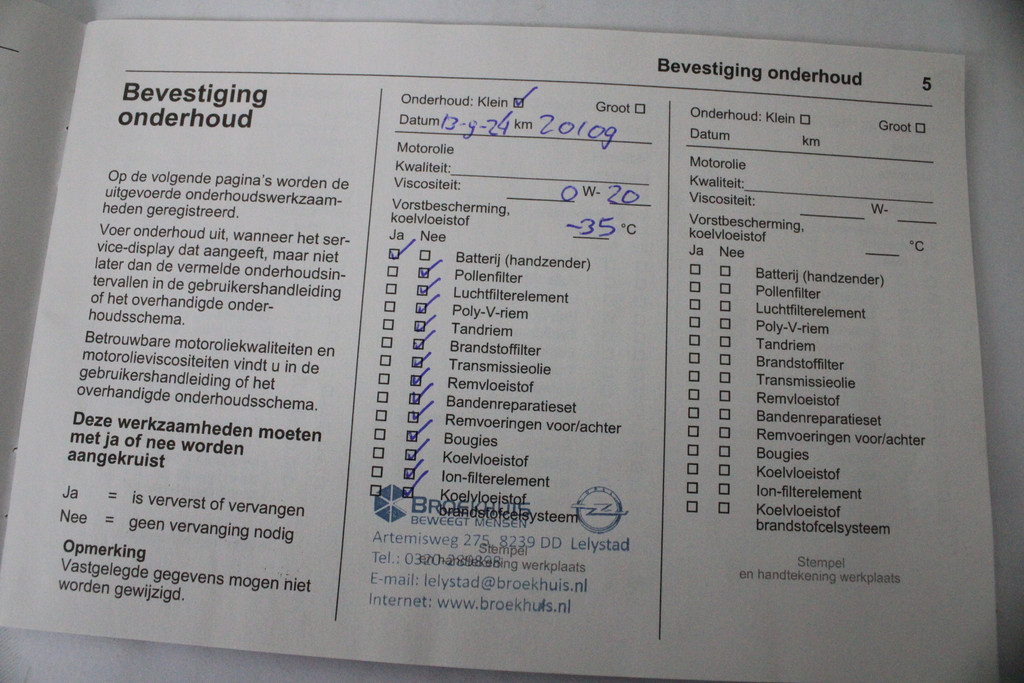 Bevestiging onderhoud 5
Bevestiging
onderhoud
Op de volgende pagina's worden de
uitgevoerde onderhoudswerkzaam-
heden geregistreerd.
Voer onderhoud uit, wanneer het ser-
vice-display dat aangeeft, maar niet
later dan de vermelde onderhoudsin-
tervallen in de gebruikershandleiding
of het overhandigde onder-
houdsschema.
Betrouwbare motoroliekwaliteiten en
motorolieviscositeiten vindt u in de
gebruikershandleiding of het
overhandigde onderhoudsschema.
Deze werkzaamheden moeten
met ja of nee worden
aangekruist
Ja = is ververst of vervangen
Nee = geen vervanging nodig
Opmerking
Vastgelegde gegevens mogen niet
worden gewijzigd.
Onderhoud: Klein Groot
Datum 13-9-24 km 20109
Motorolie
Kwaliteit:
Viscositeit: 0 W- 20
Vorstbescherming,
koelvloeistof -35 °C
Ja Nee
Batterij (handzender)
Pollenfilter
Luchtfilterelement
Poly-V-riem
Tandriem
Brandstoffilter
Transmissieolie
Remvloeistof
Bandenreparatieset
Remvoeringen voor/achter
Bougies
Koelvloeistof
Ion-filterelement
Koelvloeistof
brandstofcelsysteem
BROEKHUIS
BEWEEGT MENSEN
Artemisweg 275, 8239 DD Lelystad
Stempel
en handtekening werkplaats
Tel.: 0320-289898
E-mail: lelystad@broekhuis.nl
Internet: www.broekhuis.nl
Onderhoud: Klein Groot
Datum km
Motorolie
Kwaliteit:
Viscositeit: W-
Vorstbescherming,
koelvloeistof °C
Ja Nee
Batterij (handzender)
Pollenfilter
Luchtfilterelement
Poly-V-riem
Tandriem
Brandstoffilter
Transmissieolie
Remvloeistof
Bandenreparatieset
Remvoeringen voor/achter
Bougies
Koelvloeistof
Ion-filterelement
Koelvloeistof
brandstofcelsysteem
Stempel
en handtekening werkplaats